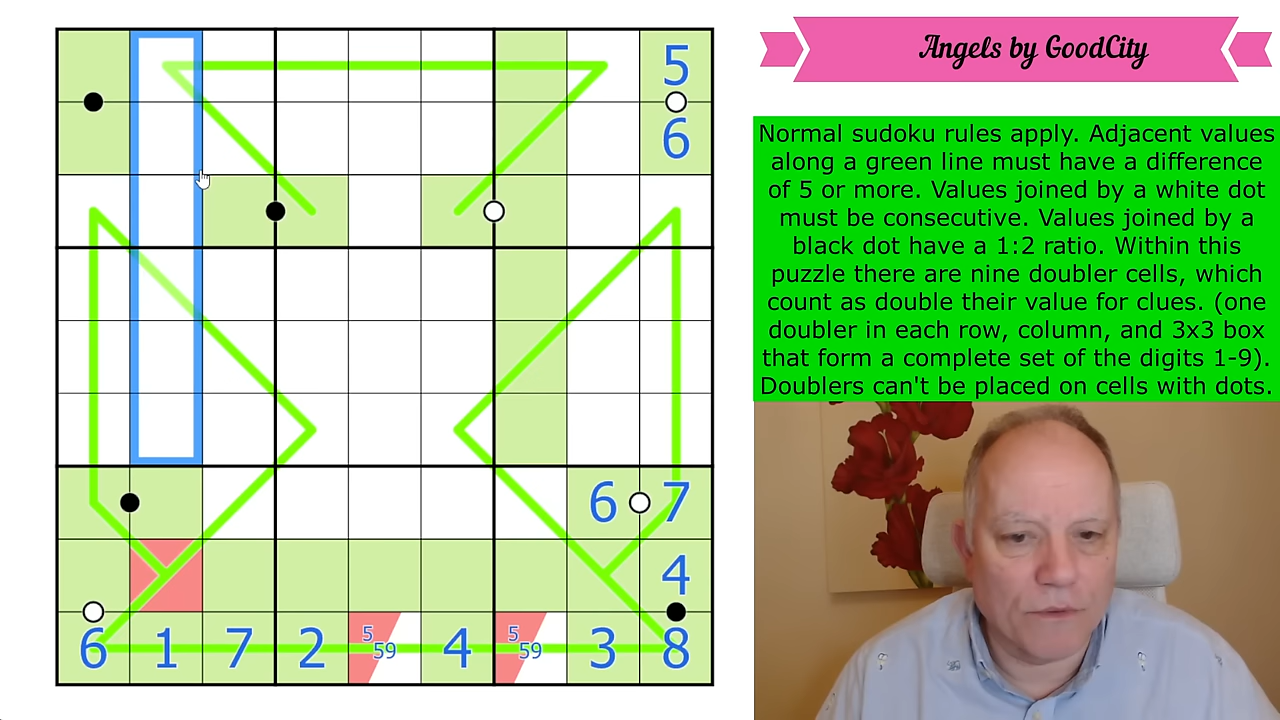 Angels by GoodCity
Normal sudoku rules apply. Adjacent values
along a green line must have a difference
of 5 or more. Values joined by a white dot
must be consecutive. Values joined by a
black dot have a 1:2 ratio. Within this
puzzle there are nine doubler cells, which
count as double their value for clues. (one
doubler in each row, column, and 3x3 box
that form a complete set of the digits 1-9).
Doublers can't be placed on cells with dots.
5
6
6 7
4
6 1 7 2 5 59 4 5 59 3 8